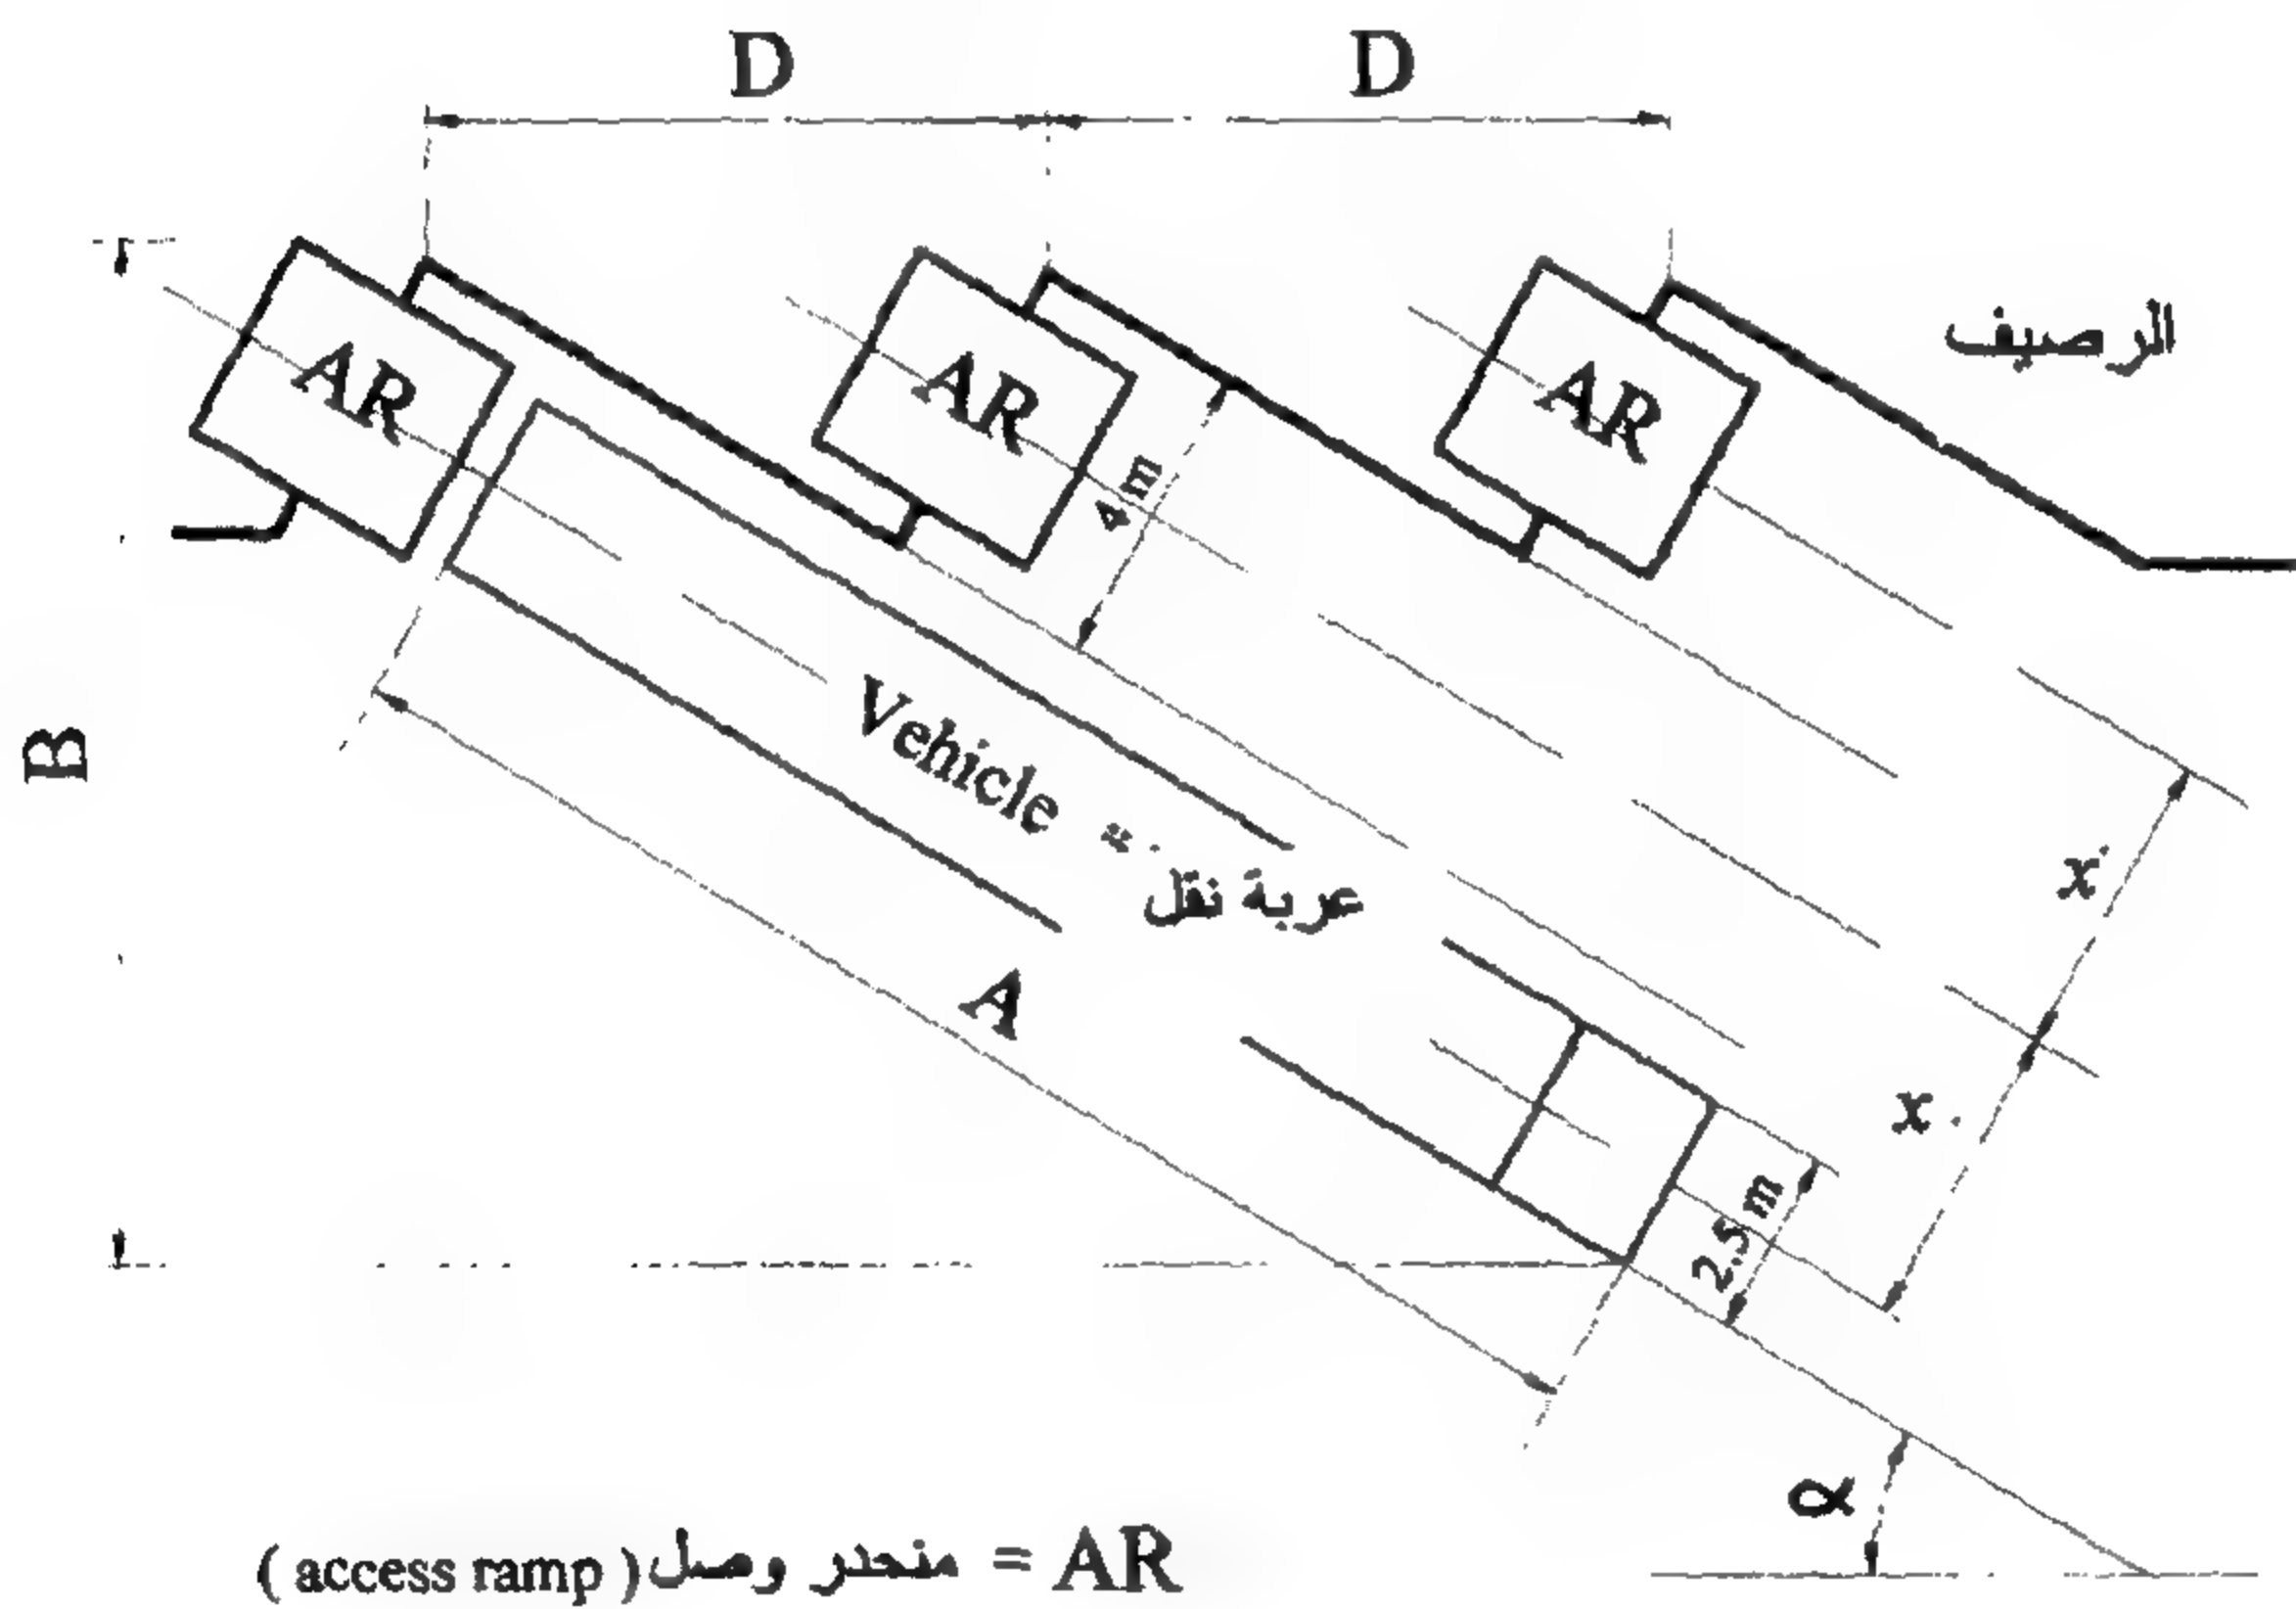 D
D
AR
AR
AR
الرصيف
4 m
B
Vehicle =
عربة نقل
x
A
x
2.5 m
α
AR = منحدر وصل ( access ramp )